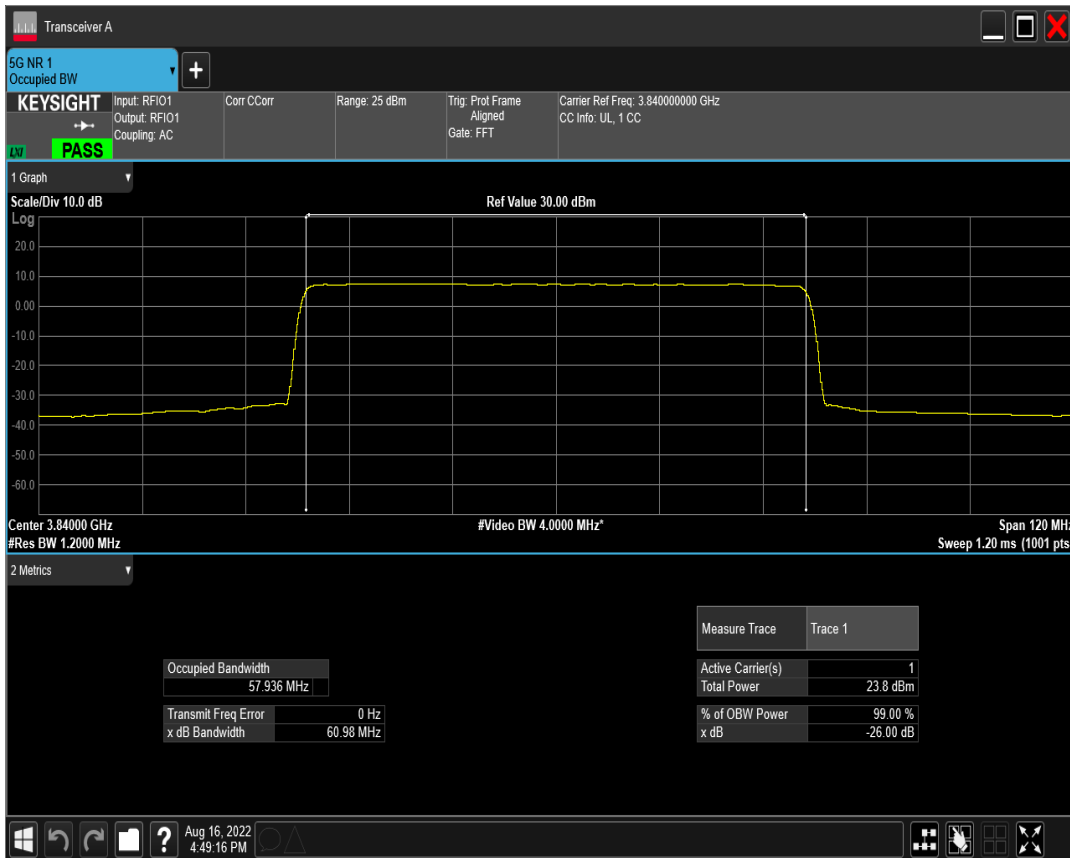 Transceiver A
5G NR 1
Occupied BW
+
KEYSIGHT
LXI
PASS
Input: RFIO1
Output: RFIO1
Coupling: AC
Corr CCorr
Range: 25 dBm
Trig: Prot Frame
Aligned
Gate: FFT
Carrier Ref Freq: 3.840000000 GHz
CC Info: UL, 1 CC
1 Graph
Scale/Div 10.0 dB
Ref Value 30.00 dBm
Log
20.0
10.0
0.00
-10.0
-20.0
-30.0
-40.0
-50.0
-60.0
Center 3.84000 GHz
#Video BW 4.0000 MHz*
Span 120 MHz
#Res BW 1.2000 MHz
Sweep 1.20 ms (1001 pts
2 Metrics
Measure Trace Trace 1
Occupied Bandwidth
57.936 MHz
Active Carrier(s) 1
Total Power 23.8 dBm
Transmit Freq Error 0 Hz
x dB Bandwidth 60.98 MHz
% of OBW Power 99.00 %
x dB -26.00 dB
?
Aug 16, 2022
4:49:16 PM